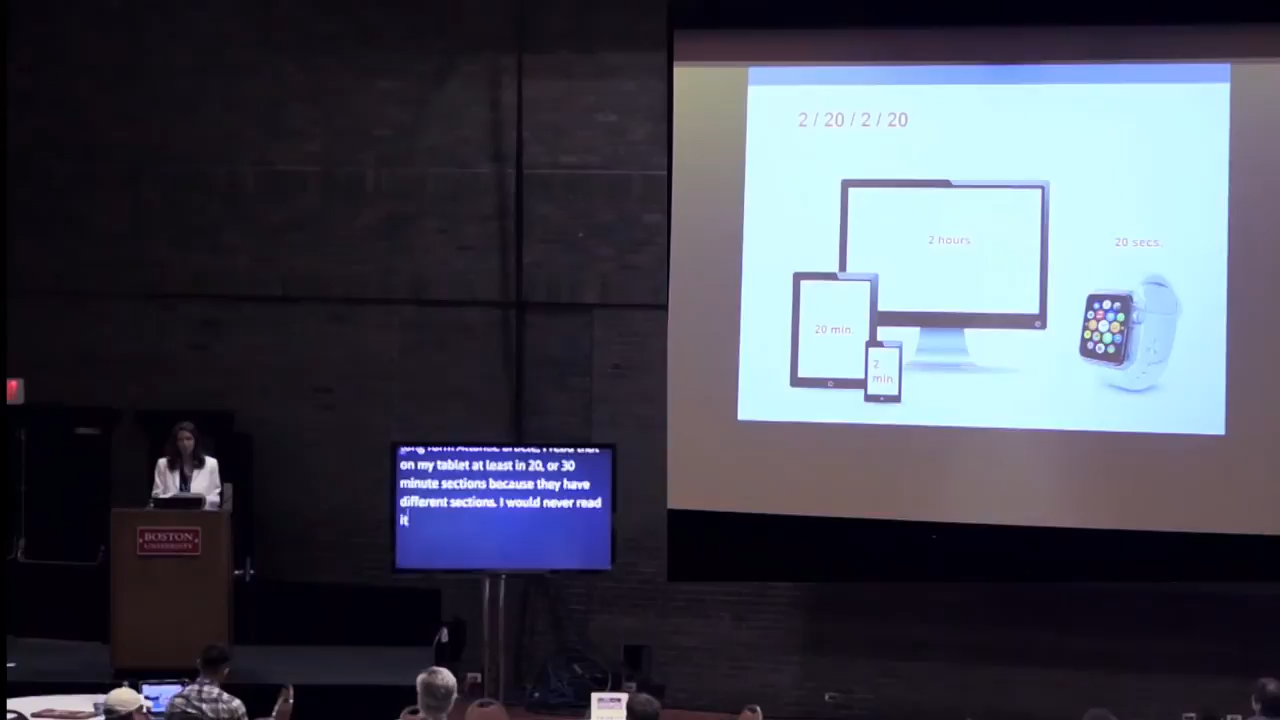 2 / 20 / 2 / 20
2 hours
20 secs.
20 min.
2
min.
on my tablet at least in 20, or 30
minute sections because they have
different sections. I would never read
it
BOSTON
UNIVERSITY